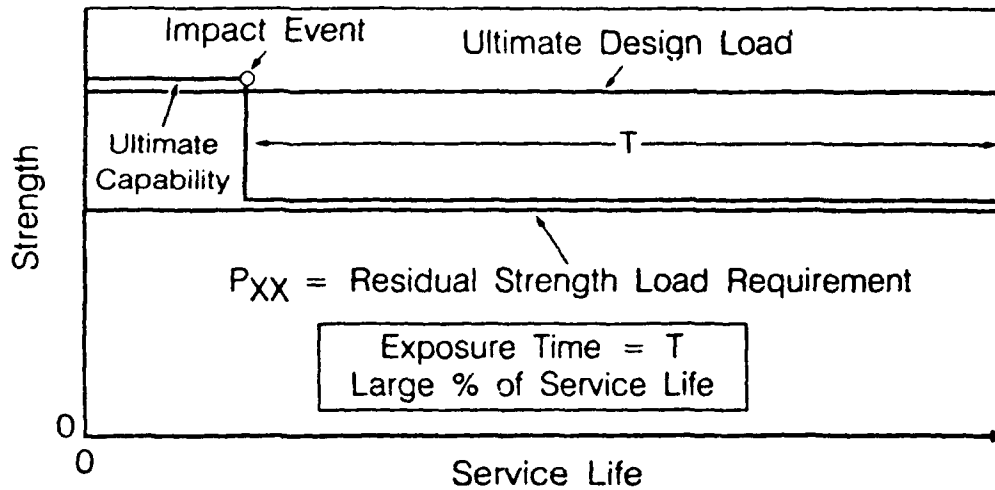 Impact Event
Ultimate Design Load
Ultimate
Capability
T
Strength
PXX = Residual Strength Load Requirement
Exposure Time = T
Large % of Service Life
0
0
Service Life